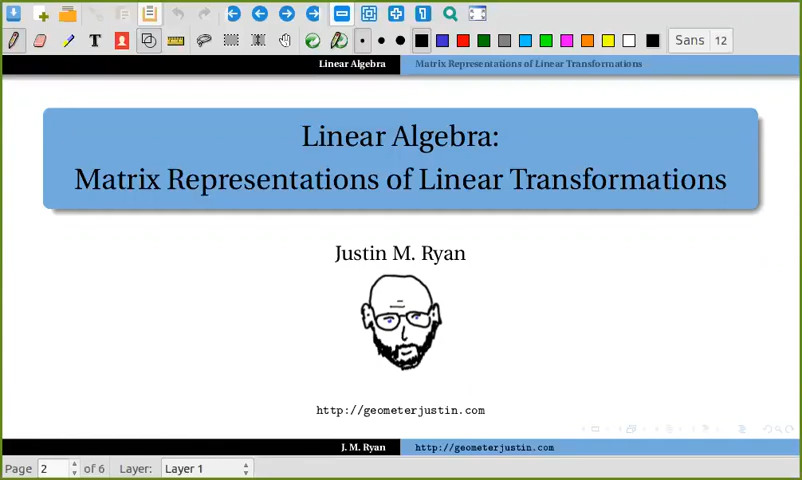 T
Sans 12
Linear Algebra
Matrix Representations of Linear Transformations
Linear Algebra:
Matrix Representations of Linear Transformations
Justin M. Ryan
http://geometerjustin.com
J. M. Ryan
http://geometerjustin.com
Page 2 of 6 Layer: Layer 1